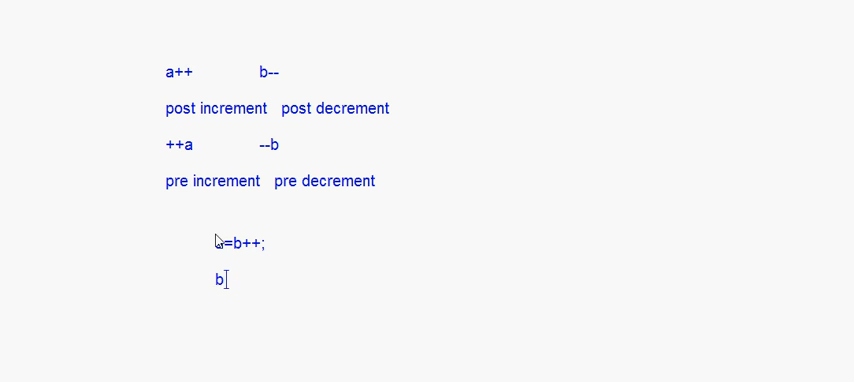 a++ b--
post increment post decrement
++a --b
pre increment pre decrement
=b++;
b